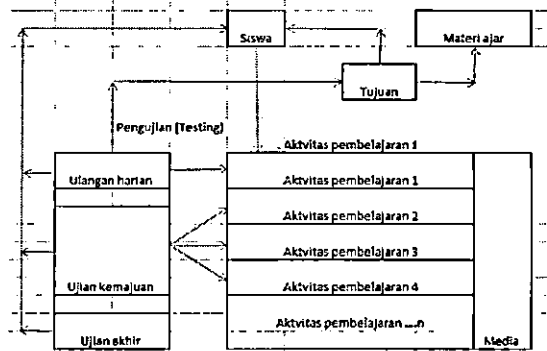 Siswa
Materi ajar
Tujuan
Pengujian (Testing)
Aktvitas pembelajaran 1
Ulangan harian
Aktvitas pembelajaran 1
Aktvitas pembelajaran 2
Aktvitas pembelajaran 3
Ujian kemajuan
Aktvitas pembelajaran 4
Aktvitas pembelajaran ....n
Ujian akhir
Media